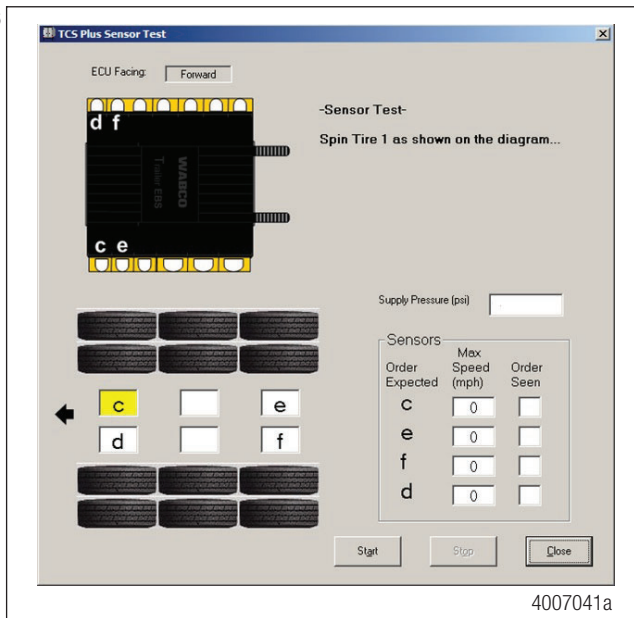 TCS Plus Sensor Test
ECU Facing: Forward
d f
WABCO
Trailer EBS
c e
-Sensor Test-
Spin Tire 1 as shown on the diagram...
Supply Pressure (psi)
Sensors
Order Expected Max Speed (mph) Order Seen
c 0
e 0
f 0
d 0
c e
d f
Start Stop Close
4007041a